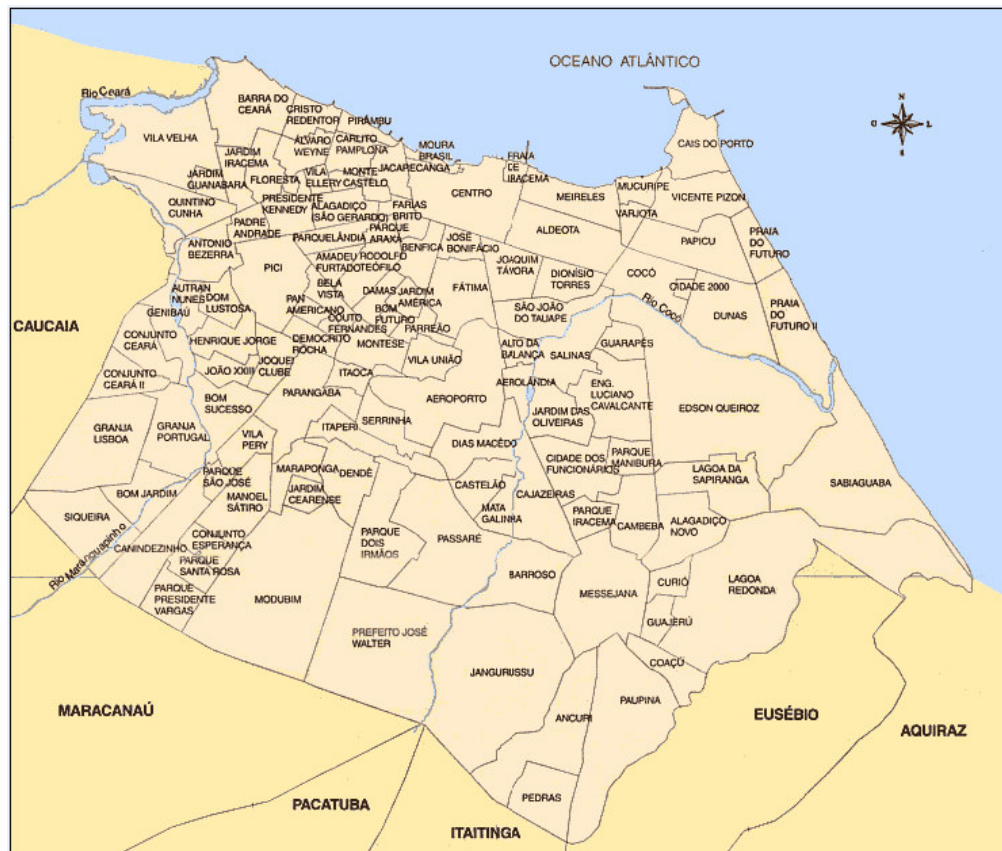 OCEANO ATLÂNTICO
Rio Ceará
N
O
L
S
BARRA DO
CEARÁ
CRISTO
REDENTOR
PIRÂMBU
CAIS DO PORTO
VILA VELHA
ÁLVARO
WEYNE
CARLITO
PAMPLONA
MOURA
BRASIL
JARDIM
IRACEMA
JACARECANGA
PRAIA
DE
IRACEMA
JARDIM
GUANABARA
FLORESTA
VILA
ELLERY
MONTE
CASTELO
CENTRO
MEIRELES
MUCURIPE
VICENTE PIZON
QUINTINO
CUNHA
PRESIDENTE
KENNEDY
ALAGADIÇO
(SÃO GERARDO)
FARIAS
BRITO
VARJOTA
PADRE
ANDRADE
PARQUELÂNDIA
PARQUE
ARAXÁ
BENFICA
JOSÉ
BONIFÁCIO
ALDEOTA
PAPICU
PRAIA
DO
FUTURO
ANTONIO
BEZERRA
PICI
AMADEU
FURTADO
RODOLFO
TEÓFILO
JOAQUIM
TÁVORA
DIONÍSIO
TORRES
COCÓ
CIDADE 2000
AUTRAN
NUNES
DOM
LUSTOSA
PAN
AMERICANO
BELA
VISTA
DAMAS
JARDIM
AMÉRICA
FÁTIMA
SÃO JOÃO
DO TAUAPE
Rio Cocó
DUNAS
PRAIA
DO
FUTURO II
GENIBAÚ
COUTO
FERNANDES
BOM
FUTURO
PARREÃO
CAUCAIA
CONJUNTO
CEARÁ
HENRIQUE JORGE
DEMOCRITO
ROCHA
MONTESE
VILA UNIÃO
ALTO DA
BALANÇA
SALINAS
GUARAPES
CONJUNTO
CEARÁ II
JOÃO XXIII
JOQUEI
CLUBE
ITAOCA
AEROLÂNDIA
ENG.
LUCIANO
CAVALCANTE
BOM
SUCESSO
PARANGABA
AEROPORTO
EDSON QUEIROZ
GRANJA
LISBOA
GRANJA
PORTUGAL
VILA
PERY
ITAPERI
SERRINHA
JARDIM DAS
OLIVEIRAS
DIAS MACÊDO
CIDADE DOS
FUNCIONÁRIOS
PARQUE
MANIBURA
PARQUE
SÃO JOSÉ
MARAPONGA
DENDÊ
LAGOA DA
SAPIRANGA
SABIAGUABA
BOM JARDIM
MANOEL
SÁTIRO
JARDIM
CEARENSE
CASTELÃO
CAJAZEIRAS
SIQUEIRA
MATA
GALINHA
PARQUE
IRACEMA
CAMBEBA
ALAGADIÇO
NOVO
Rio Maranguapinho
CANINDEZINHO
CONJUNTO
ESPERANÇA
PARQUE
DOIS
IRMÃOS
PASSARÉ
PARQUE
SANTA ROSA
BARROSO
MESSEJANA
CURIÓ
LAGOA
REDONDA
PARQUE
PRESIDENTE
VARGAS
MODUBIM
GUAJERÚ
PREFEITO JOSÉ
WALTER
JANGURUSSU
COAÇÚ
PAUPINA
MARACANAÚ
ANCURI
EUSÉBIO
AQUIRAZ
PEDRAS
PACATUBA
ITAITINGA